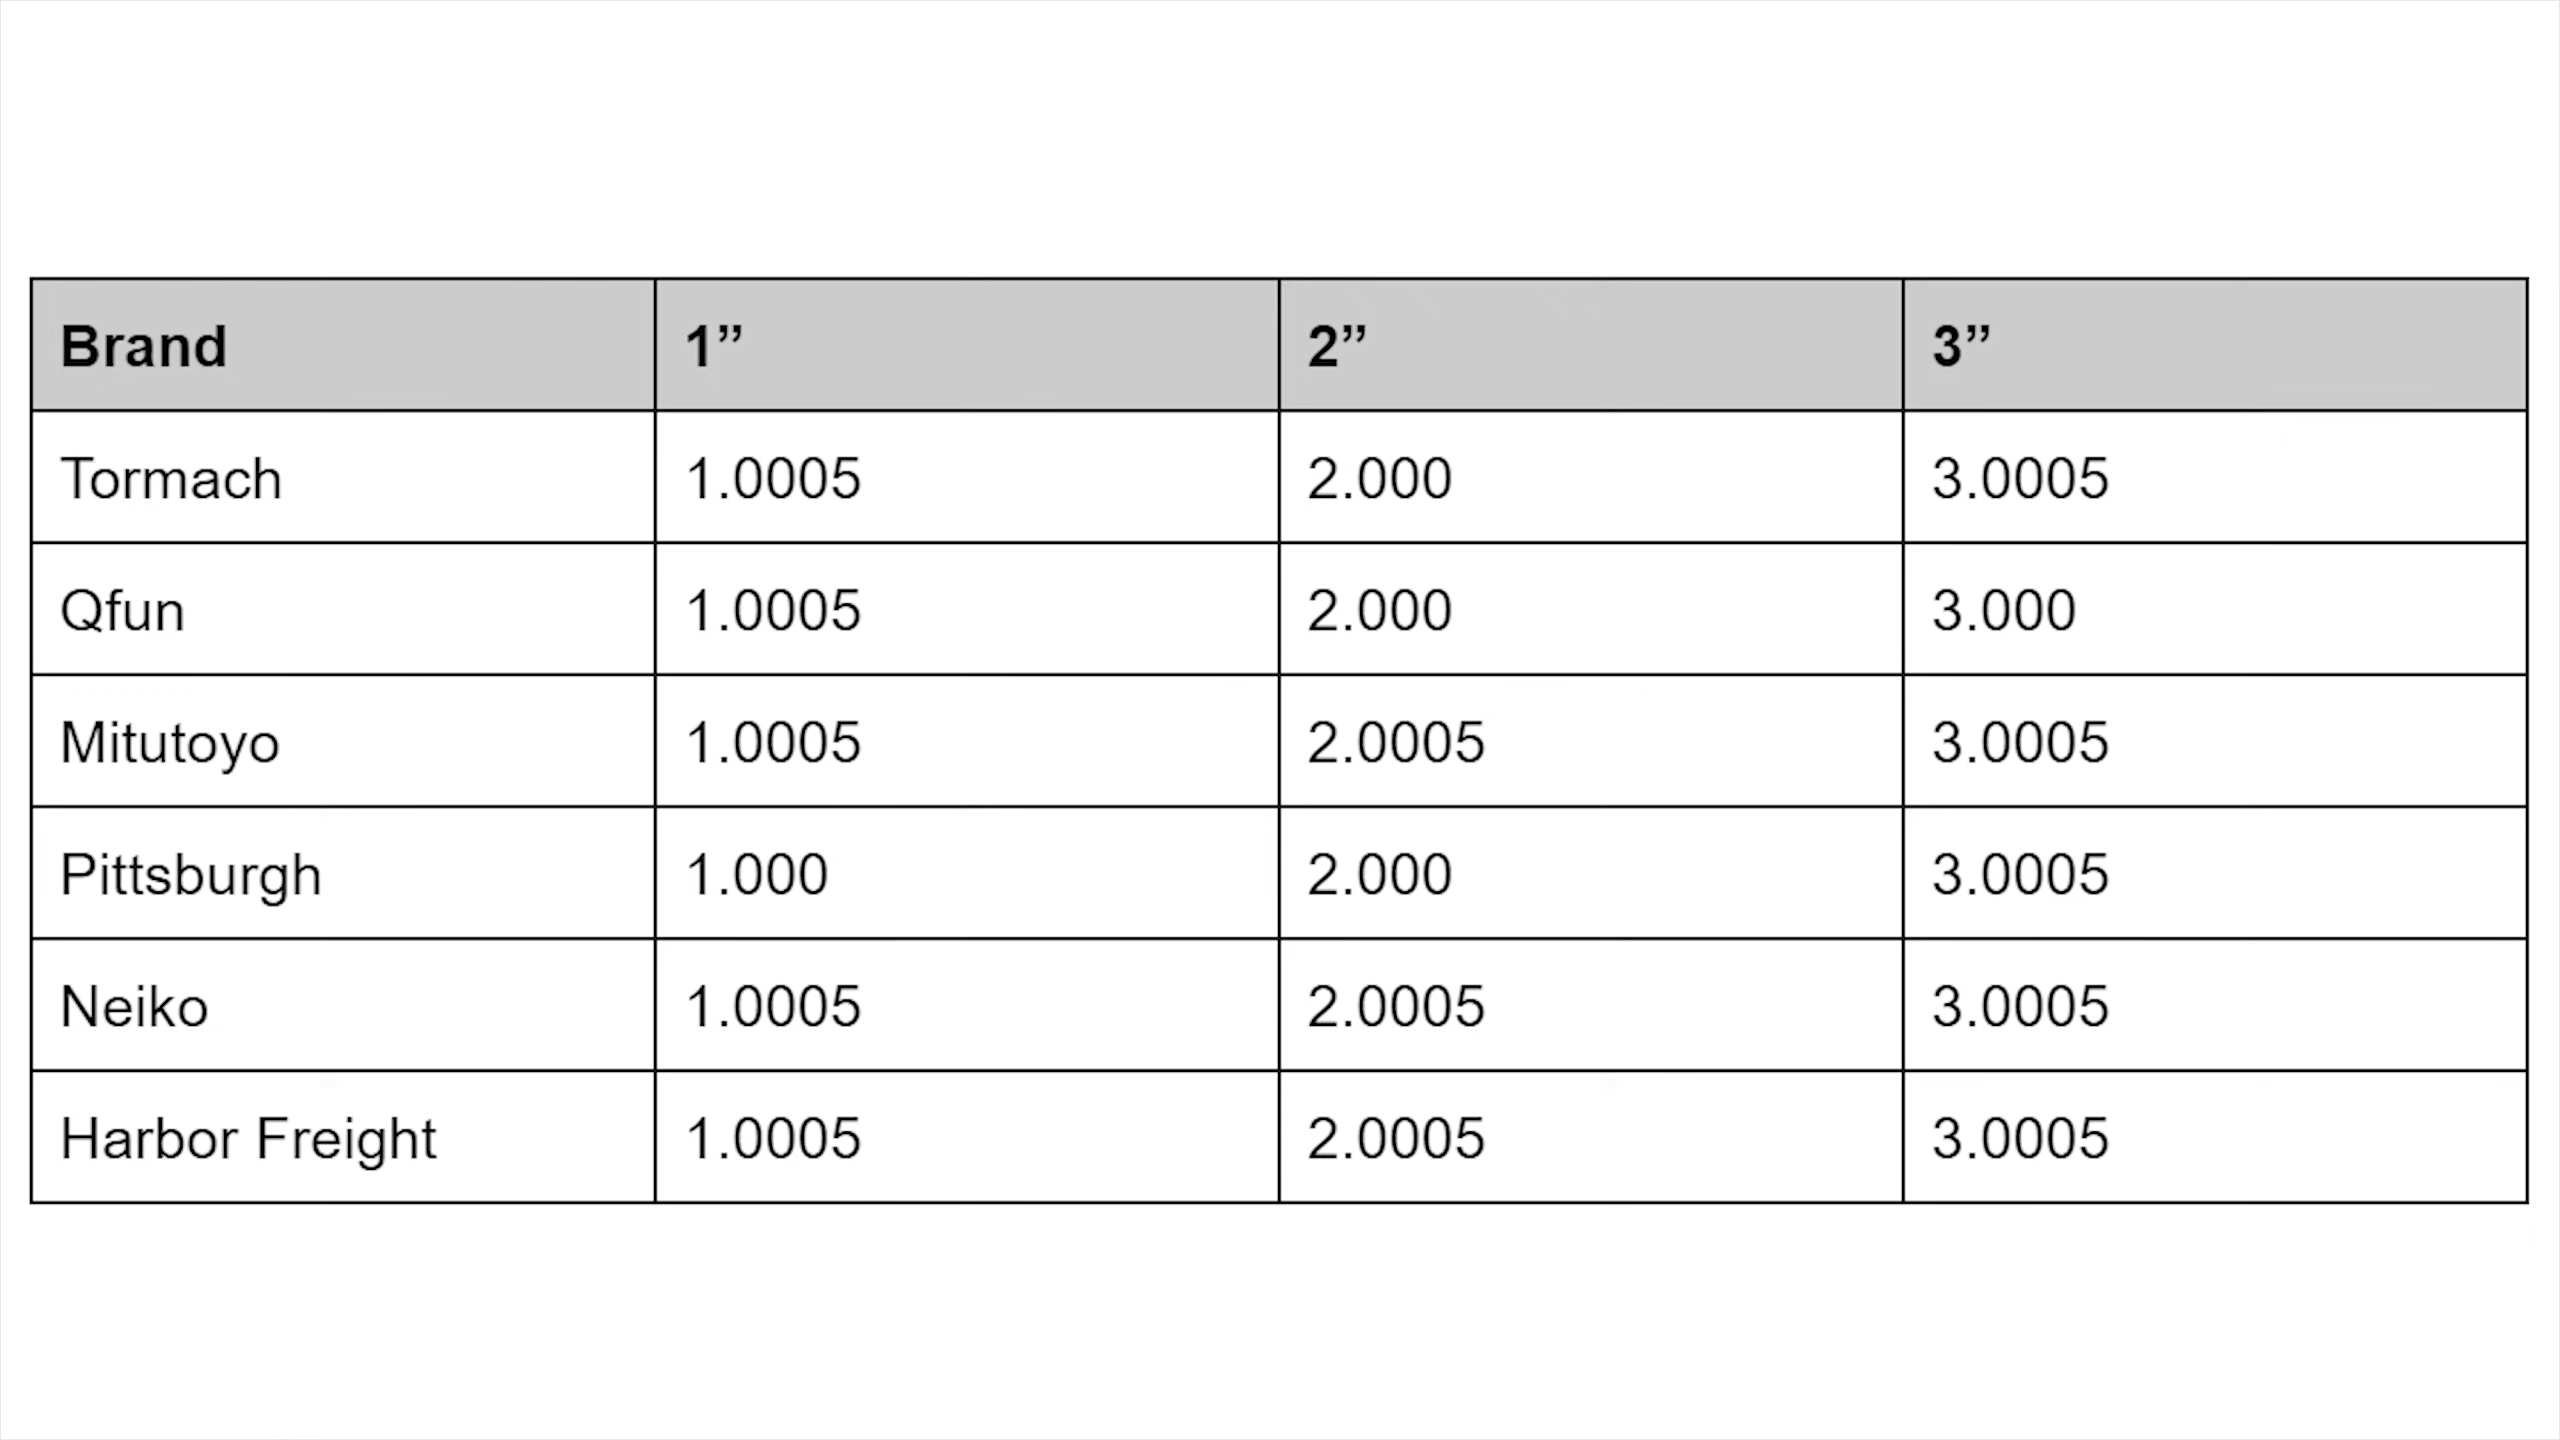 Brand 1” 2” 3”
Tormach 1.0005 2.000 3.0005
Qfun 1.0005 2.000 3.000
Mitutoyo 1.0005 2.0005 3.0005
Pittsburgh 1.000 2.000 3.0005
Neiko 1.0005 2.0005 3.0005
Harbor Freight 1.0005 2.0005 3.0005